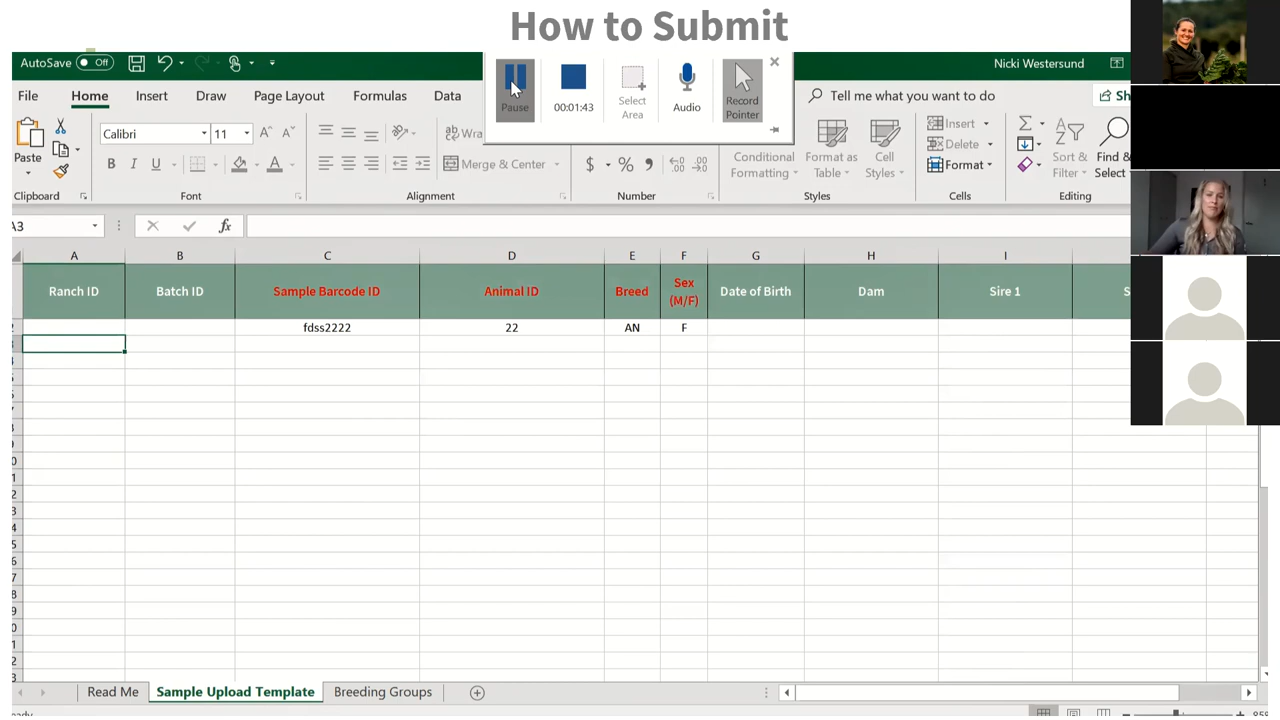 How to Submit
AutoSave Off
Nicki Westersund
File Home Insert Draw Page Layout Formulas Data
Tell me what you want to do
Sh
Pause
00:01:43
Select Area
Audio
Record Pointer
Paste
Calibri 11
B I U
Wra
Merge & Center
$ % ,
Conditional Formatting
Format as Table
Cell Styles
Insert
Delete
Format
Sort & Filter
Find & Select
Clipboard Font Alignment Number Styles Cells Editing
A3
fx
A B C D E F G H I
Ranch ID Batch ID Sample Barcode ID Animal ID Breed Sex (M/F) Date of Birth Dam Sire 1 S
fdss2222 22 AN F
Read Me Sample Upload Template Breeding Groups